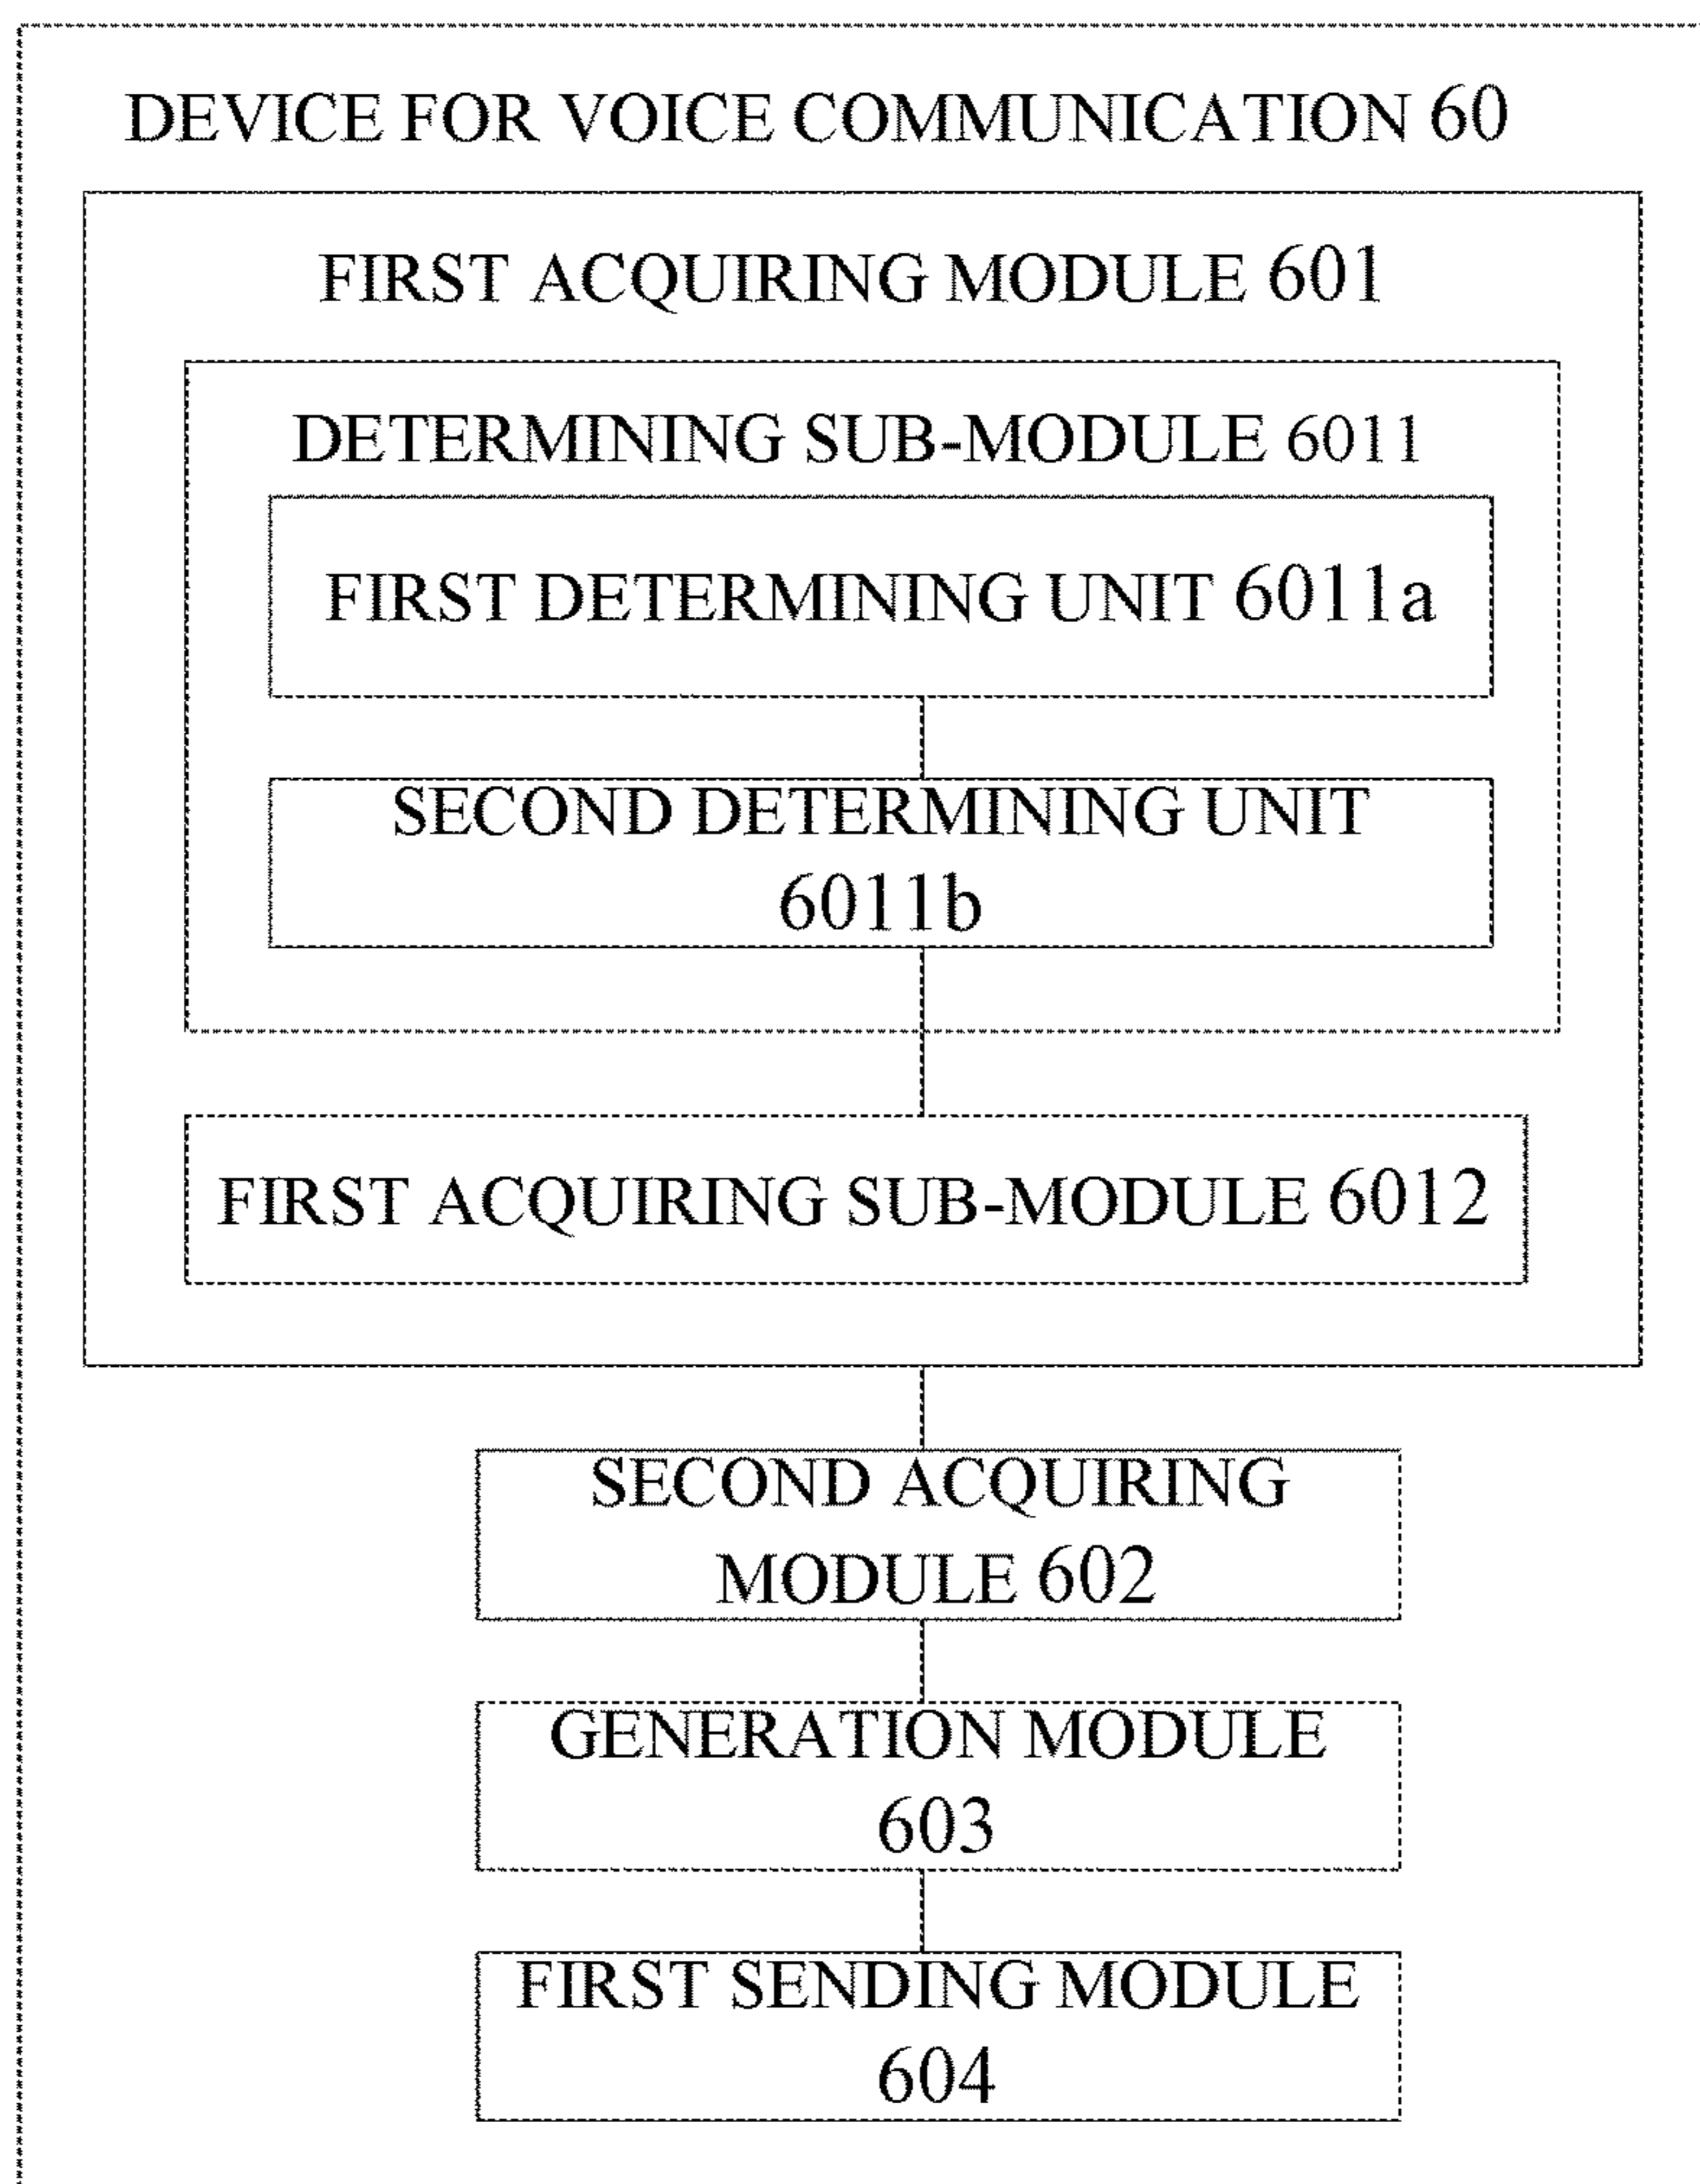 DEVICE FOR VOICE COMMUNICATION 60
FIRST ACQUIRING MODULE 601
DETERMINING SUB-MODULE 6011
FIRST DETERMINING UNIT 6011a
SECOND DETERMINING UNIT
6011b
FIRST ACQUIRING SUB-MODULE 6012
SECOND ACQUIRING
MODULE 602
GENERATION MODULE
603
FIRST SENDING MODULE
604